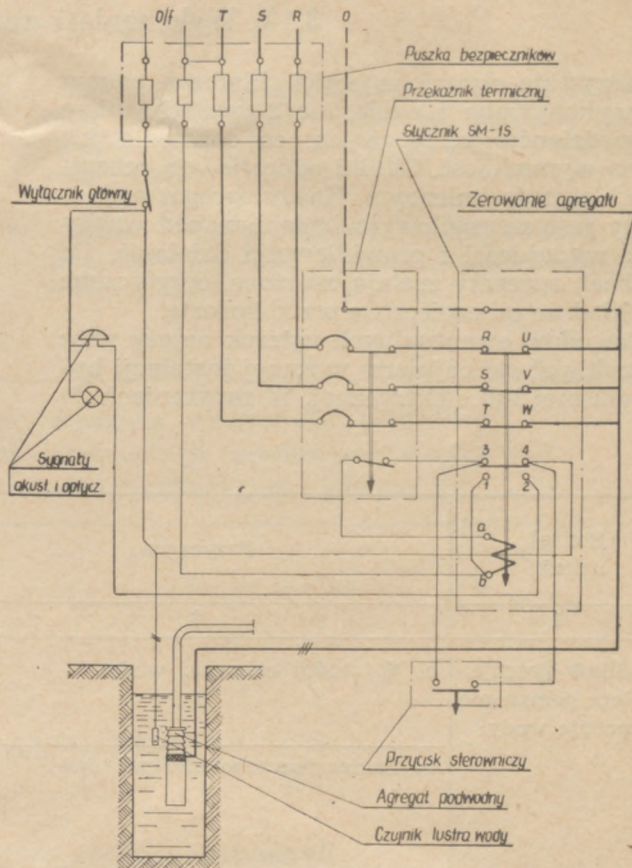 0/f T S R 0
Puszka bezpieczników
Przekaźnik termiczny
Stycznik SM-15
Wyłącznik główny
Zerowanie agregatu
R U
S V
T W
3 4
1 2
a
b
Sygnały
akust. i optycz
Przycisk sterowniczy
Agregat podwodny
Czujnik lustra wody